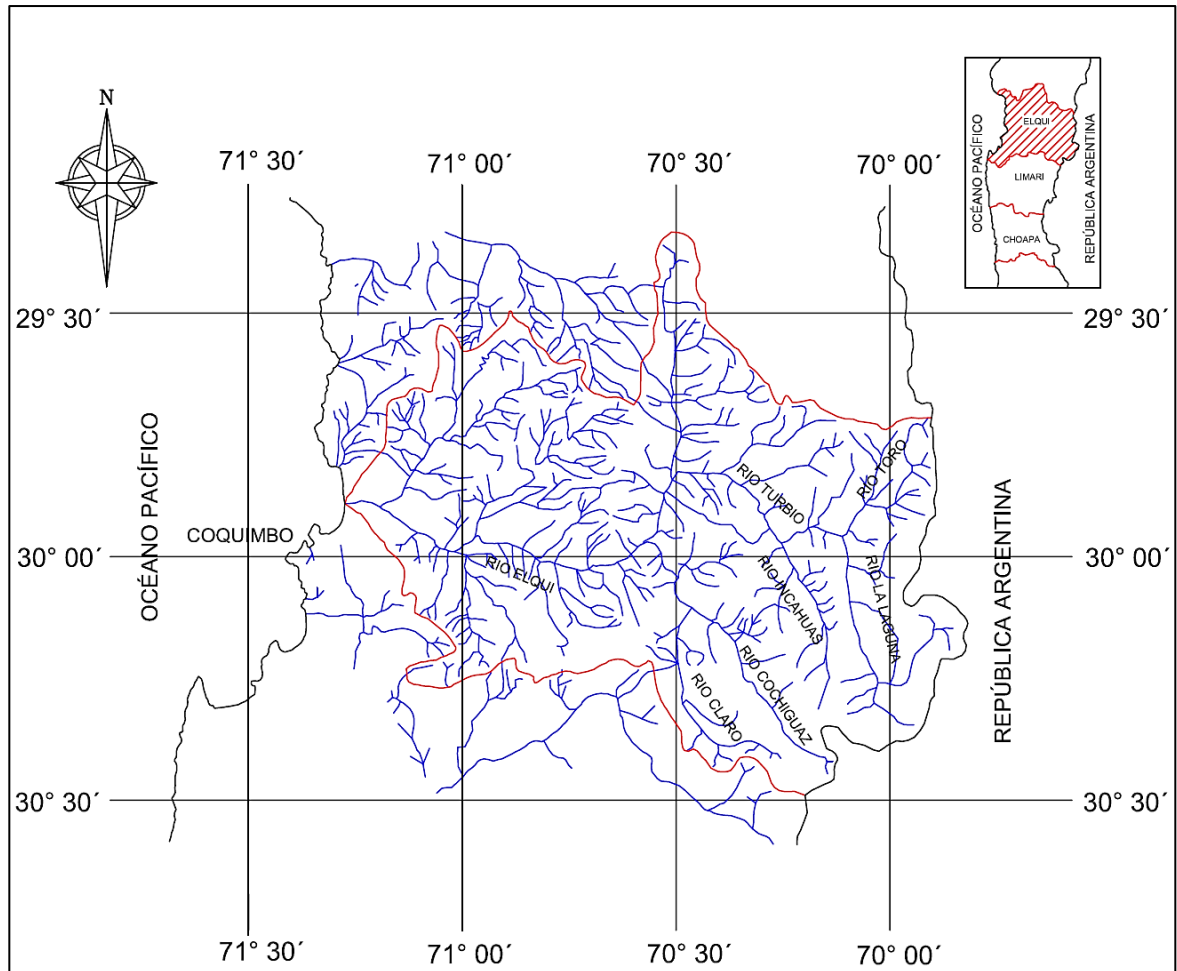 N
71° 30´
71° 00´
70° 30´
70° 00´
OCÉANO PACÍFICO
ELQUI
LIMARI
CHOAPA
REPÚBLICA ARGENTINA
29° 30´
29° 30´
OCÉANO PACÍFICO
RIO TORO
RIO TURBIO
COQUIMBO
30° 00´
30° 00´
RIO ELQUI
RIO INCAHUAS
RIO LA LAGUNA
REPÚBLICA ARGENTINA
RIO COCHIGUAZ
RIO CLARO
30° 30´
30° 30´
71° 30´
71° 00´
70° 30´
70° 00´